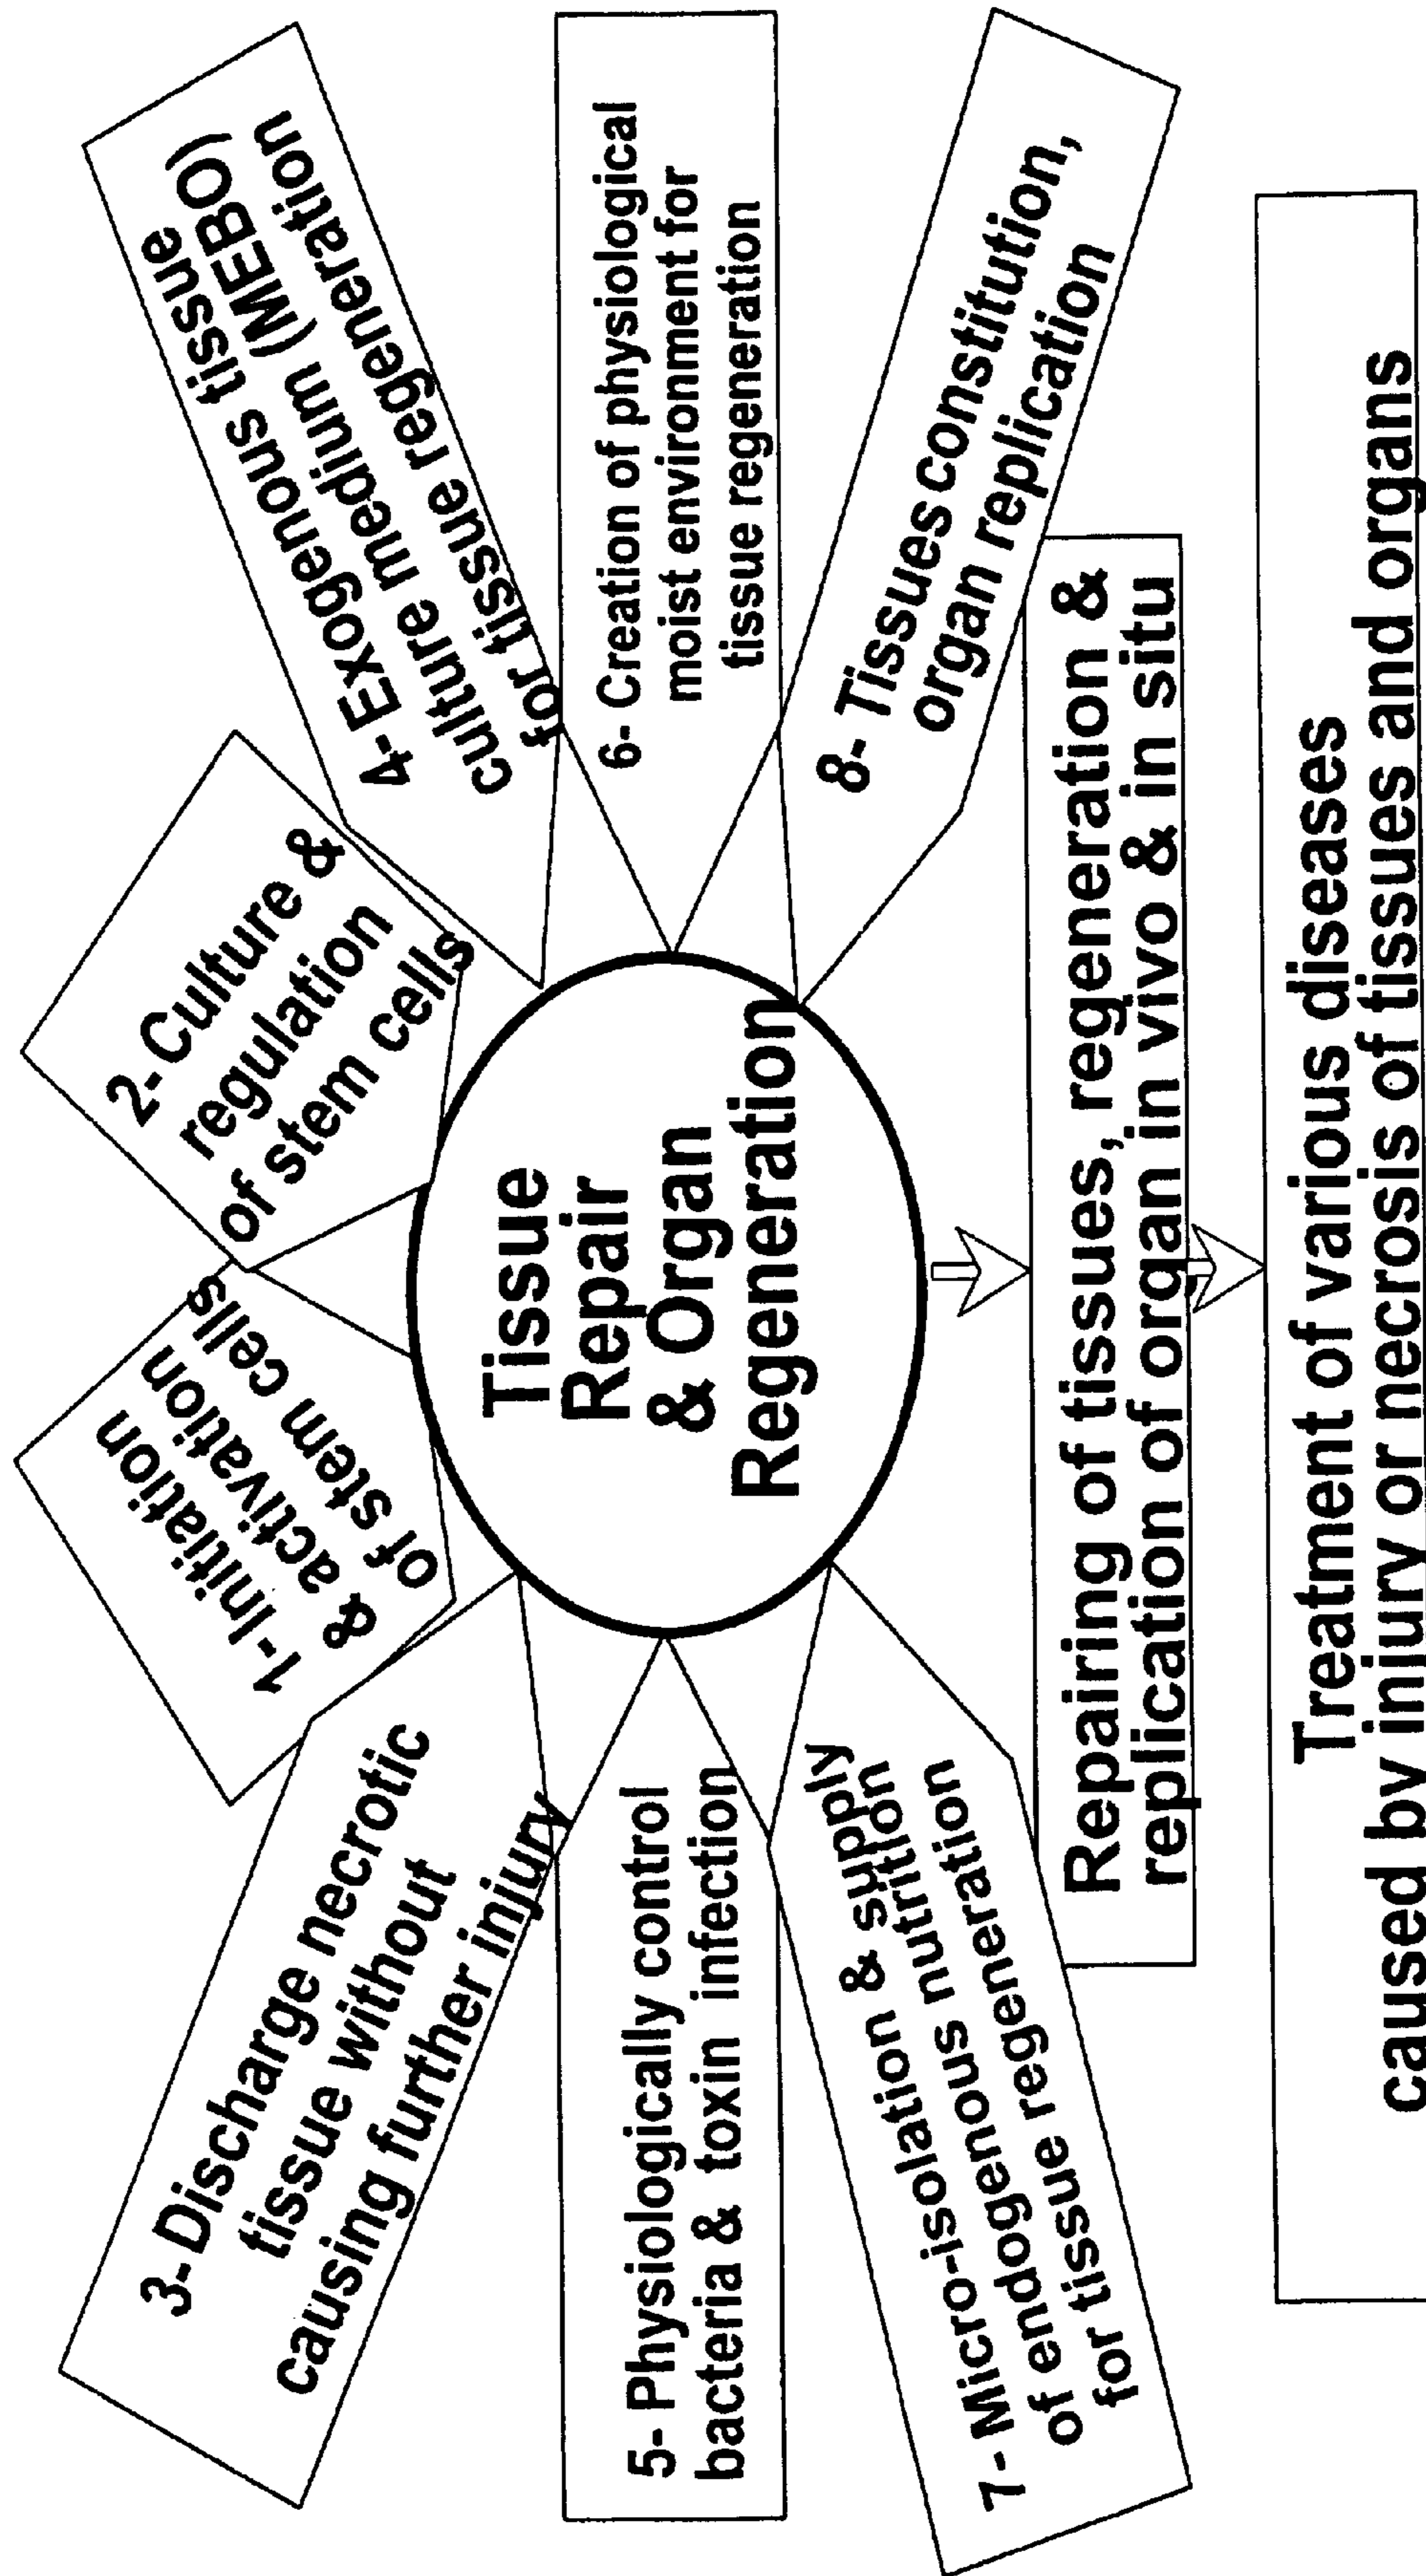 1- Initiation
& activation
of stem cells
2- Culture &
regulation
of stem cells
3- Discharge necrotic
tissue without
causing further injury
4- Exogenous tissue
culture medium (MEBO)
for tissue regeneration
5- Physiologically control
bacteria & toxin infection
6- Creation of physiological
moist environment for
tissue regeneration
7- Micro-isolation & supply
of endogenous nutrition
for tissue regeneration
8- Tissues constitution,
organ replication
Tissue
Repair
& Organ
Regeneration
Repairing of tissues, regeneration &
replication of organ in vivo & in situ
Treatment of various diseases
caused by injury or necrosis of tissues and organs